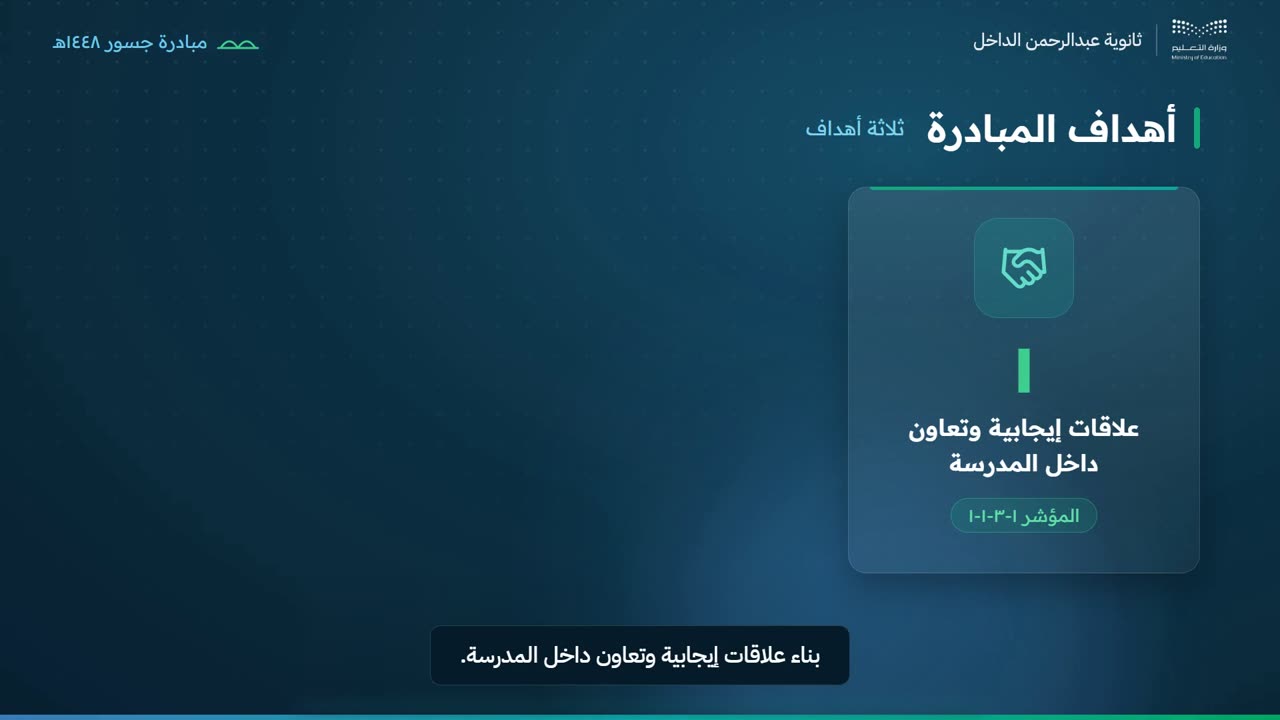 وزارة التعليم
Ministry of Education
ثانوية عبدالرحمن الداخل
مبادرة جسور ١٤٤٨هـ
أهداف المبادرة
ثلاثة أهداف
١
علاقات إيجابية وتعاون
داخل المدرسة
المؤشر ١-٣-١-١
بناء علاقات إيجابية وتعاون داخل المدرسة.